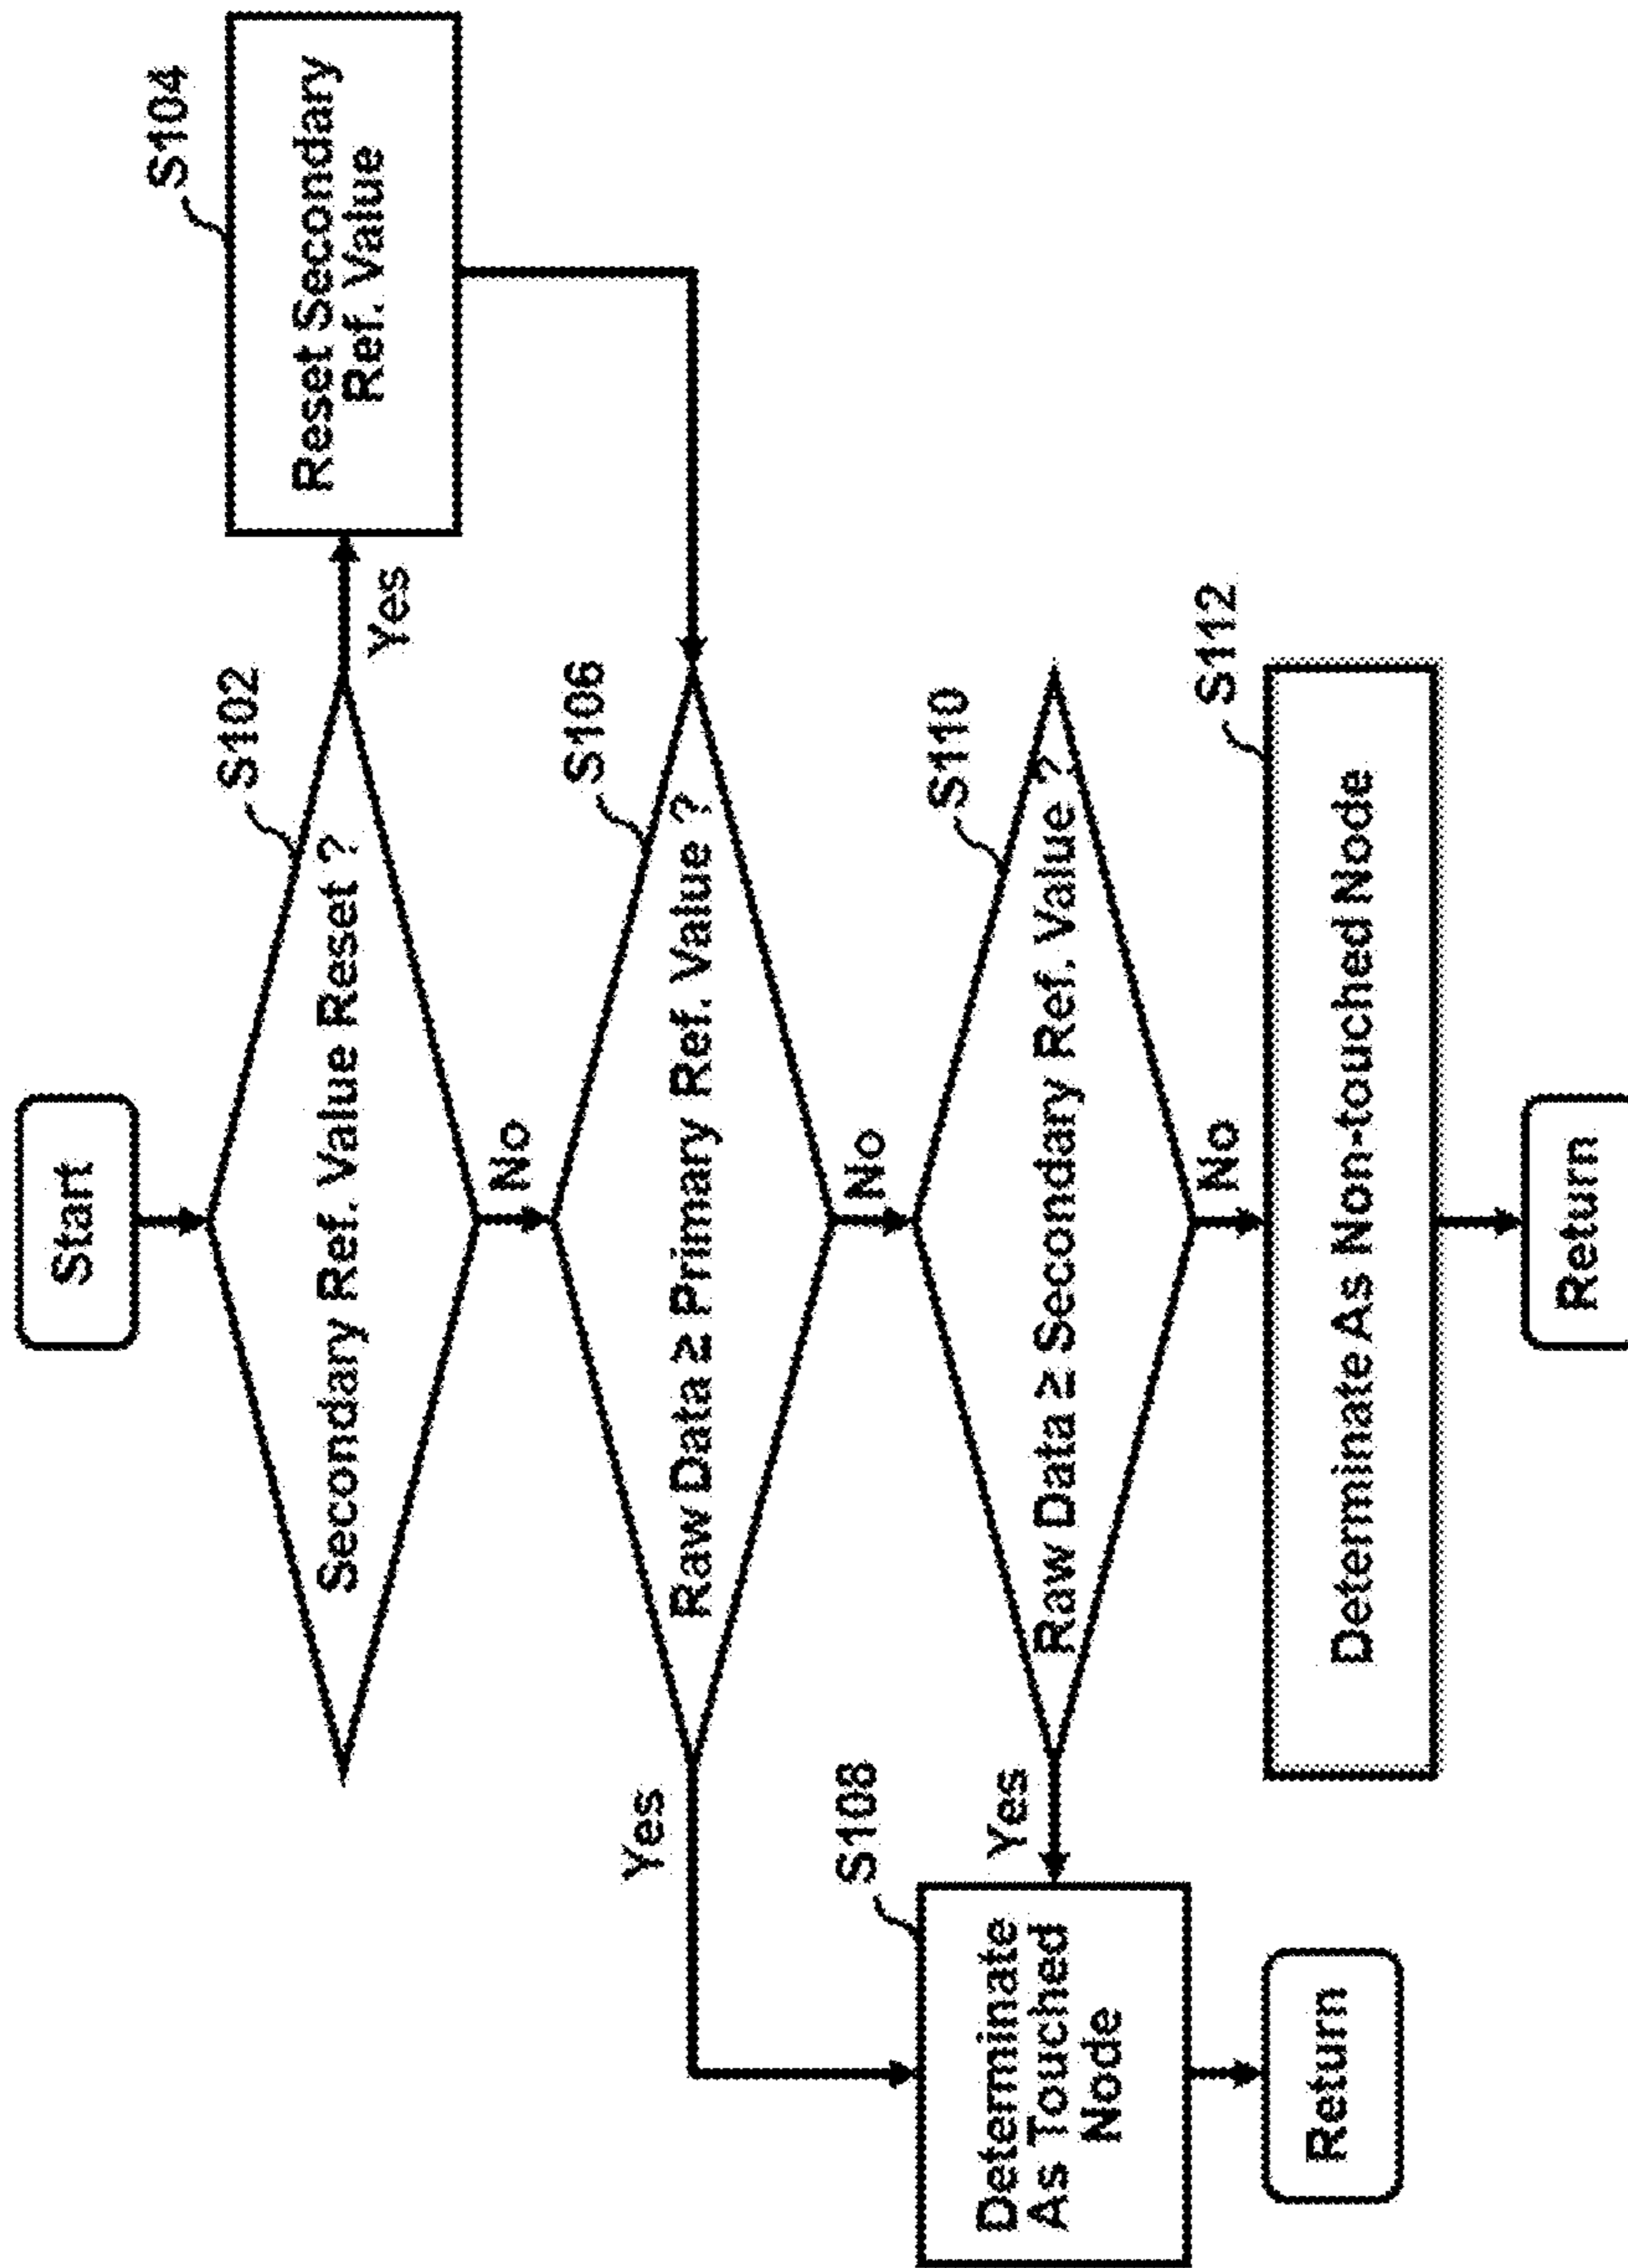 Start
S102
Secondary Ref. Value Reset ?
Yes
S104
Reset Secondary
Ref. Value
No
S106
Raw Data ≥ Primary Ref. Value ?
Yes
No
S110
Raw Data ≥ Secondary Ref. Value ?
Yes
S108
Determinate
As Touched
Node
Return
No
S112
Determinate As Non-touched Node
Return